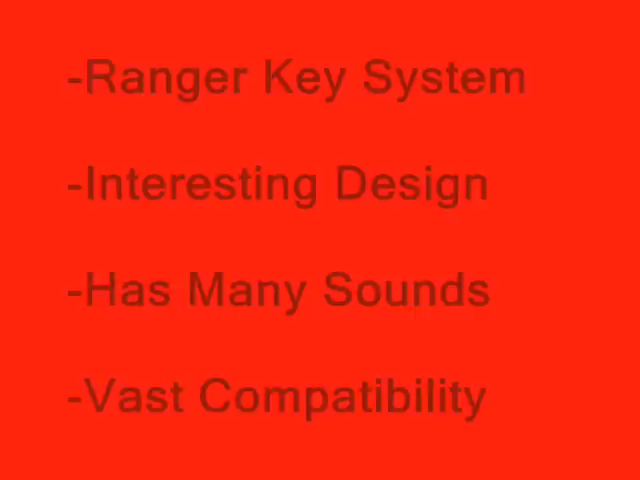 -Ranger Key System
-Interesting Design
-Has Many Sounds
-Vast Compatibility